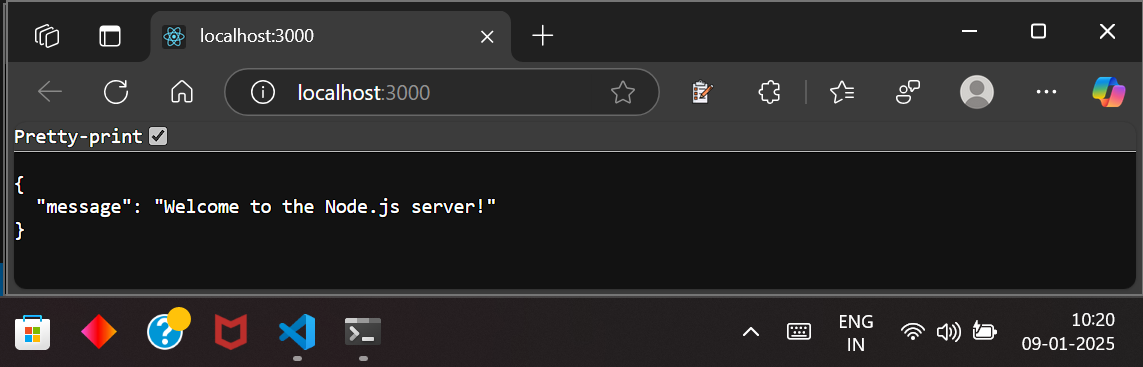 localhost:3000
localhost:3000
Pretty-print
{
  "message": "Welcome to the Node.js server!"
}
ENG
IN
10:20
09-01-2025